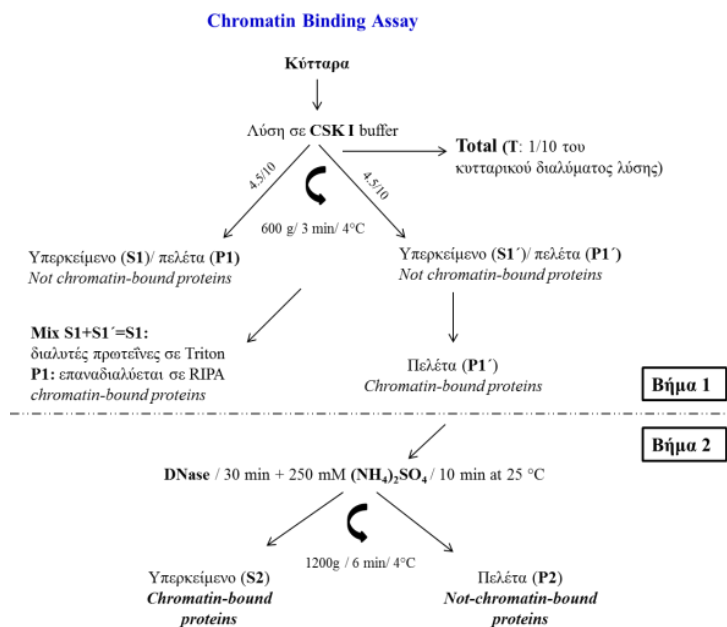 Chromatin Binding Assay
Κύτταρα
Λύση σε CSK I buffer
Total (T: 1/10 του
κυτταρικού διαλύματος λύσης)
4.5/10
4.5/10
600 g/ 3 min/ 4°C
Υπερκείμενο (S1)/ πελέτα (P1)
Not chromatin-bound proteins
Υπερκείμενο (S1´)/ πελέτα (P1´)
Not chromatin-bound proteins
Mix S1+S1´=S1:
διαλυτές πρωτεΐνες σε Triton
P1: επαναδιαλύεται σε RIPA
chromatin-bound proteins
Πελέτα (P1´)
Chromatin-bound proteins
Βήμα 1
Βήμα 2
DNase / 30 min + 250 mM (NH₄)₂SO₄ / 10 min at 25 °C
1200g / 6 min/ 4°C
Υπερκείμενο (S2)
Chromatin-bound
proteins
Πελέτα (P2)
Not-chromatin-bound
proteins